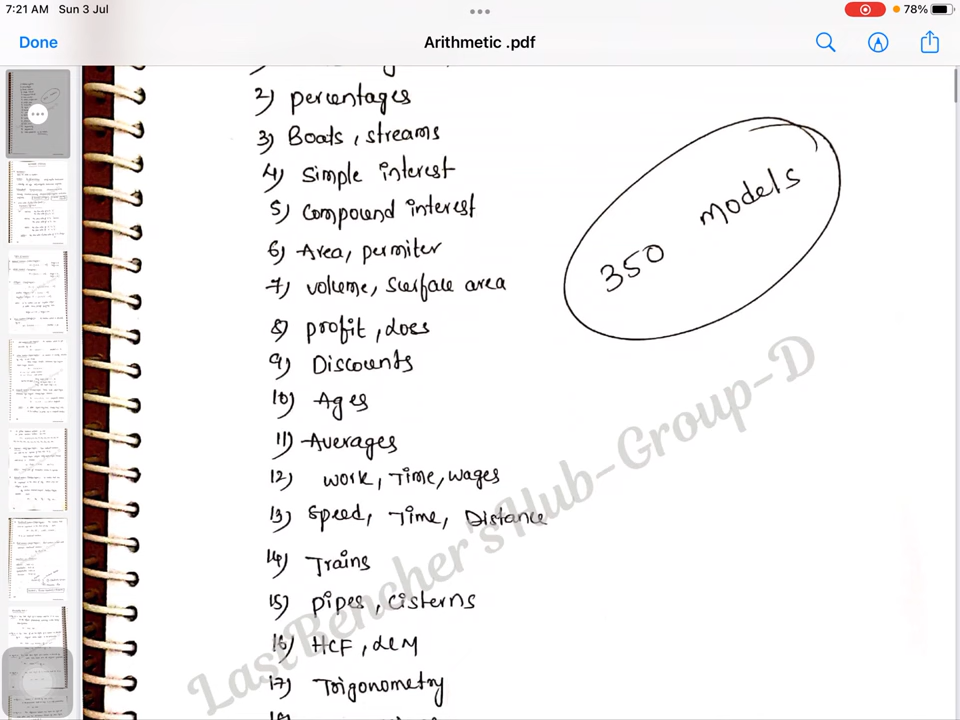 7:21 AM Sun 3 Jul
78%
Done
Arithmetic .pdf
2) percentages
3) Boats, streams
4) Simple interest
5) compound interest
6) Area, permiter
7) volume, surface area
8) profit, loss
9) Discounts
10) Ages
11) Averages
12) work, Time, wages
13) Speed, Time, Distance
14) Trains
15) pipes, cisterns
16) HCF, LCM
17) Trigonometry
350 models
LastBencher's Hub-Group-D